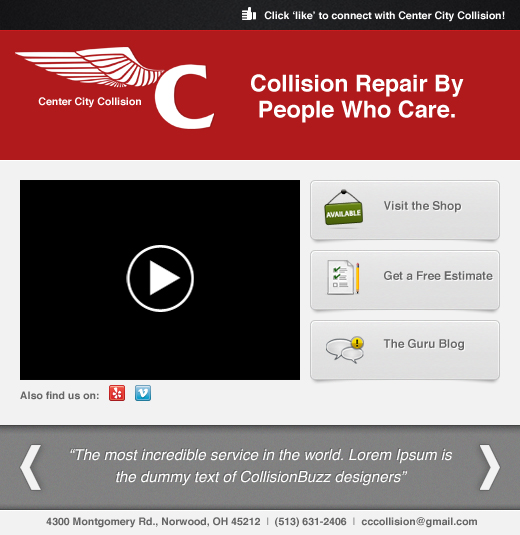 Click ‘like’ to connect with Center City Collision!
Center City Collision
C
Collision Repair By
People Who Care.
AVAILABLE
Visit the Shop
Get a Free Estimate
The Guru Blog
Also find us on:
“The most incredible service in the world. Lorem Ipsum is
the dummy text of CollisionBuzz designers”
4300 Montgomery Rd., Norwood, OH 45212 | (513) 631-2406 | cccollision@gmail.com